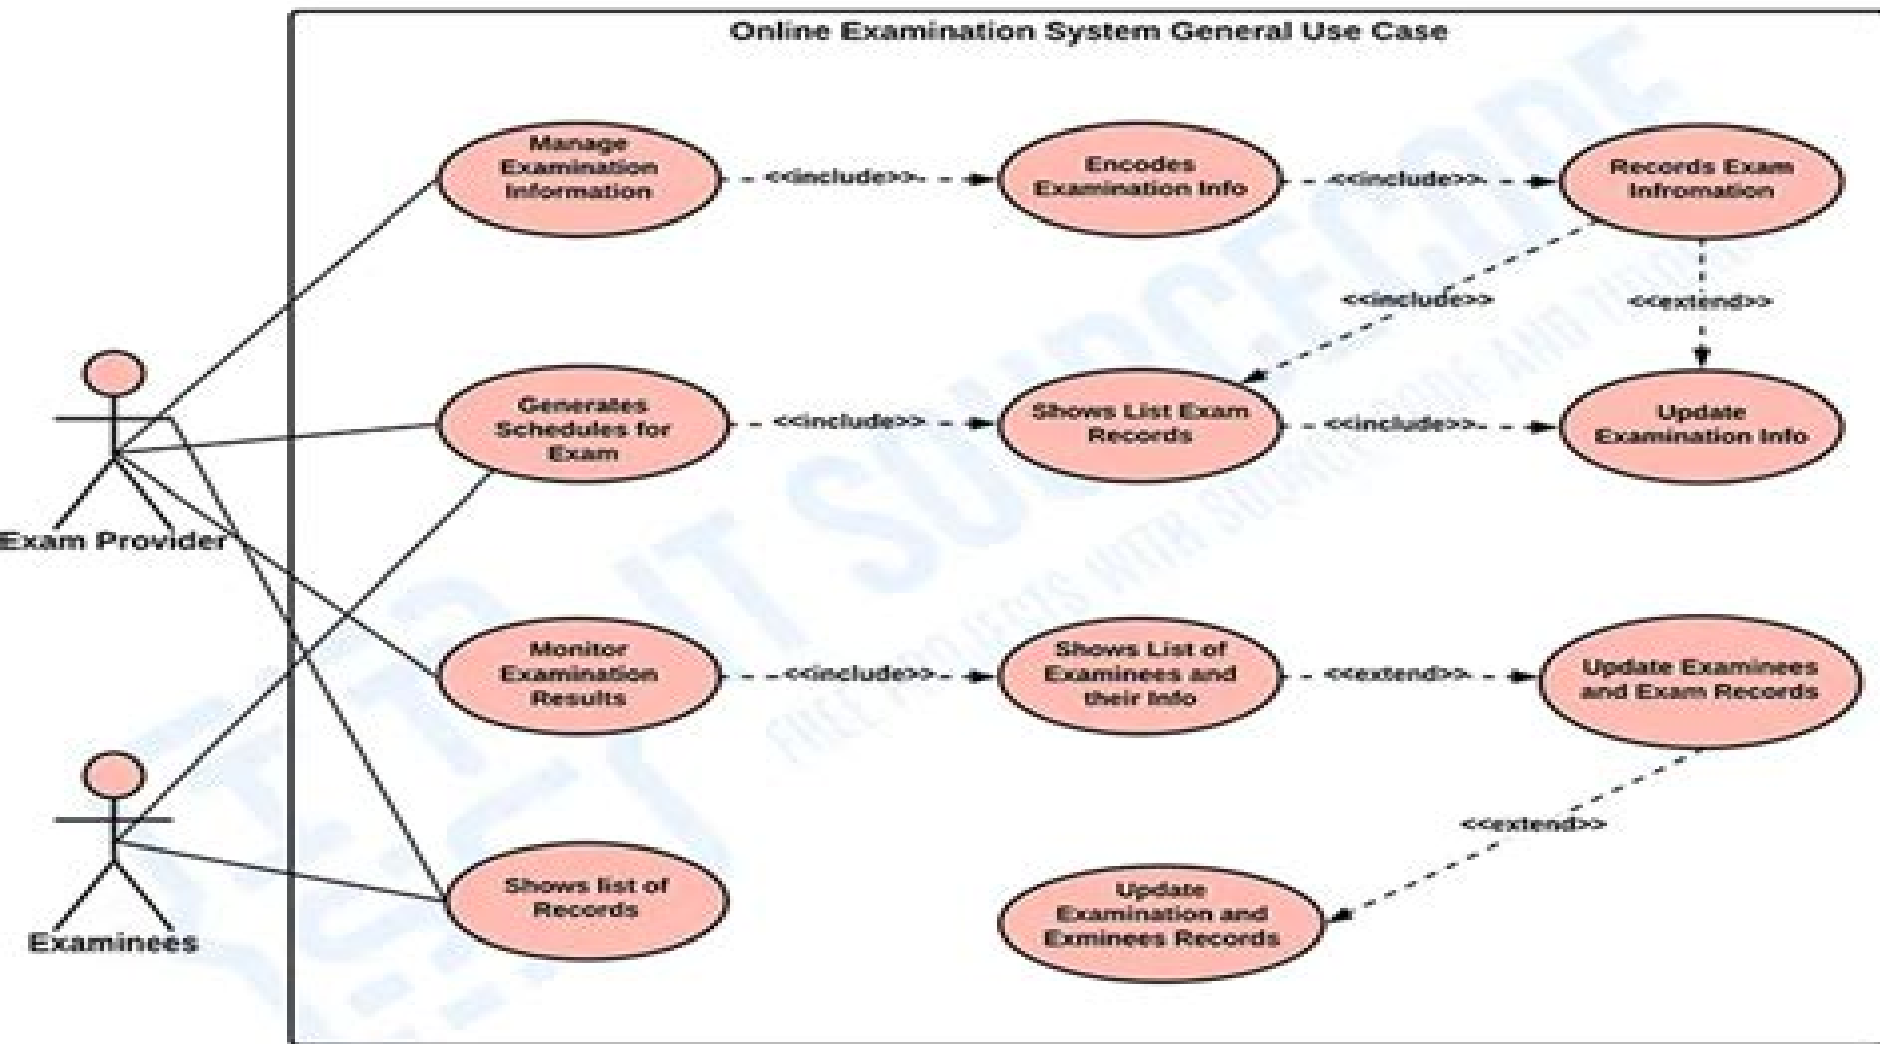 Online Examination System General Use Case
Manage
Examination
Information
<<include>>
Encodes
Examination Info
<<include>>
Records Exam
Infromation
<<include>>
<<extend>>
Exam Provider
Generates
Schedules for
Exam
<<include>>
Shows List Exam
Records
<<include>>
Update
Examination Info
Monitor
Examination
Results
<<include>>
Shows List of
Examinees and
their Info
<<extend>>
Update Examinees
and Exam Records
<<extend>>
Examinees
Shows list of
Records
Update
Examination and
Exminees Records
IT SOURCECODE